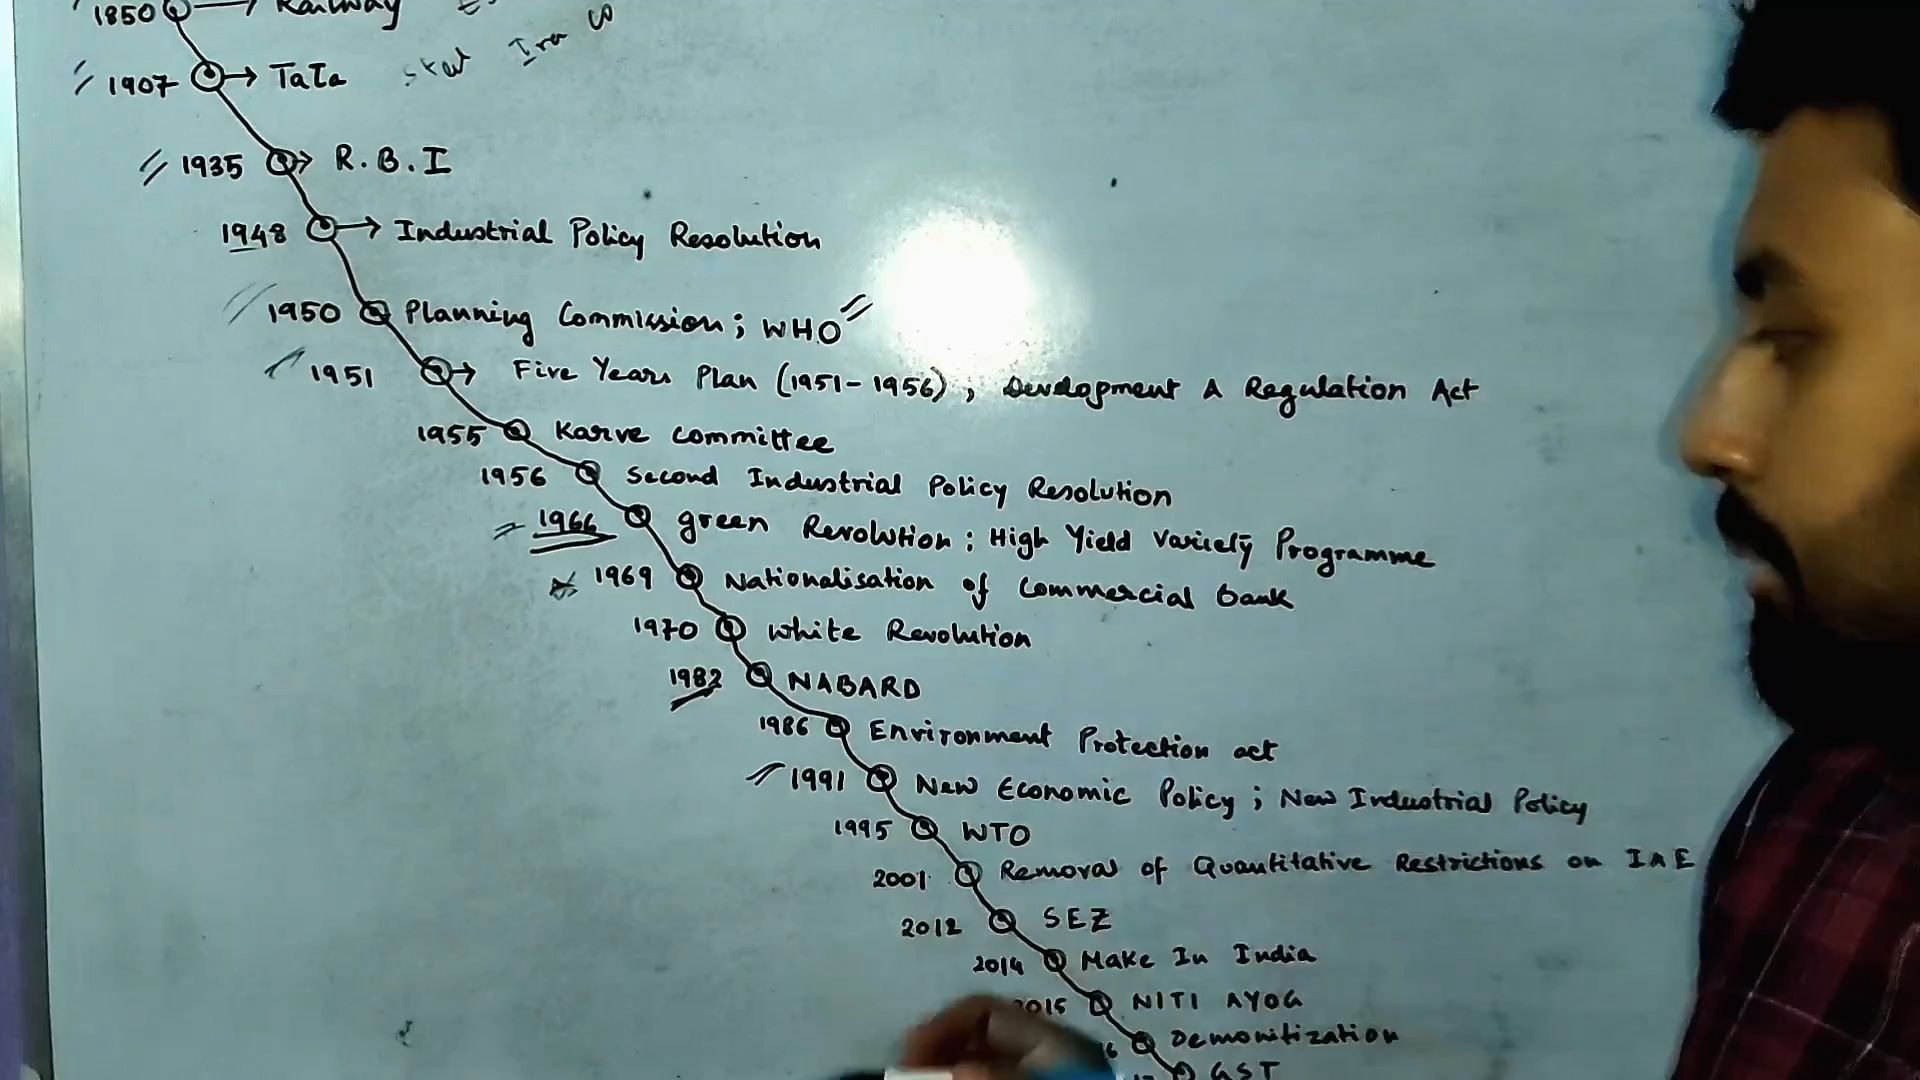 1850 → Railway
1907 → TaTa
1935 → R.B.I
1948 → Industrial Policy Resolution
1950 Planning Commission; WHO
1951 → Five Years Plan (1951-1956), Development & Regulation Act
1955 Karve committee
1956 Second Industrial Policy Resolution
1966 green Revolution; High Yield Variety Programme
1969 Nationalisation of Commercial bank
1970 White Revolution
1982 NABARD
1986 Environment Protection act
1991 New Economic Policy; New Industrial Policy
1995 WTO
2001 Removal of Quantitative Restrictions on I & E
2012 SEZ
2014 Make In India
2015 NITI AYOG
Demonitization
GST